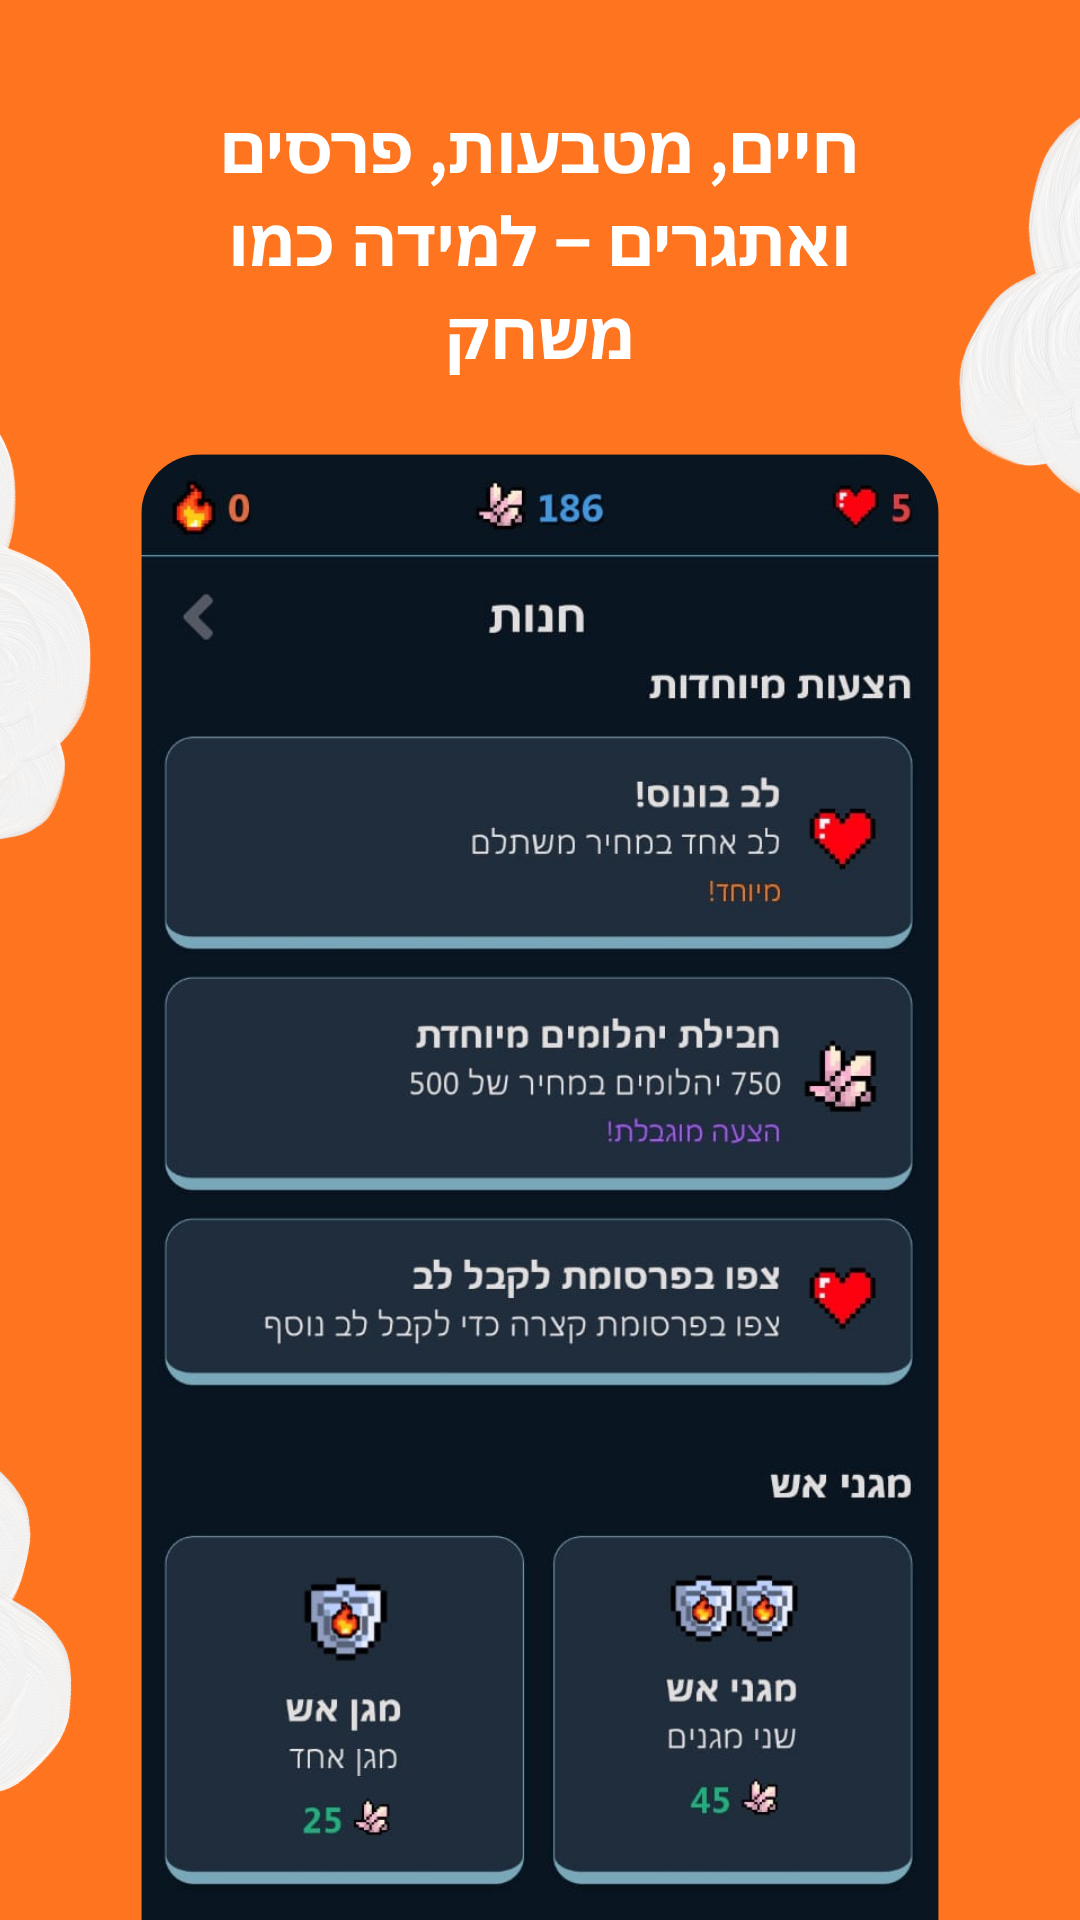 חיים, מטבעות, פרסים
ואתגרים – למידה כמו
משחק
0
186
5
חנות
הצעות מיוחדות
לב בונוס!
לב אחד במחיר משתלם
מיוחד!
חבילת יהלומים מיוחדת
750 יהלומים במחיר של 500
הצעה מוגבלת!
צפו בפרסומת לקבל לב
צפו בפרסומת קצרה כדי לקבל לב נוסף
מגני אש
מגני אש
שני מגנים
45
מגן אש
מגן אחד
25